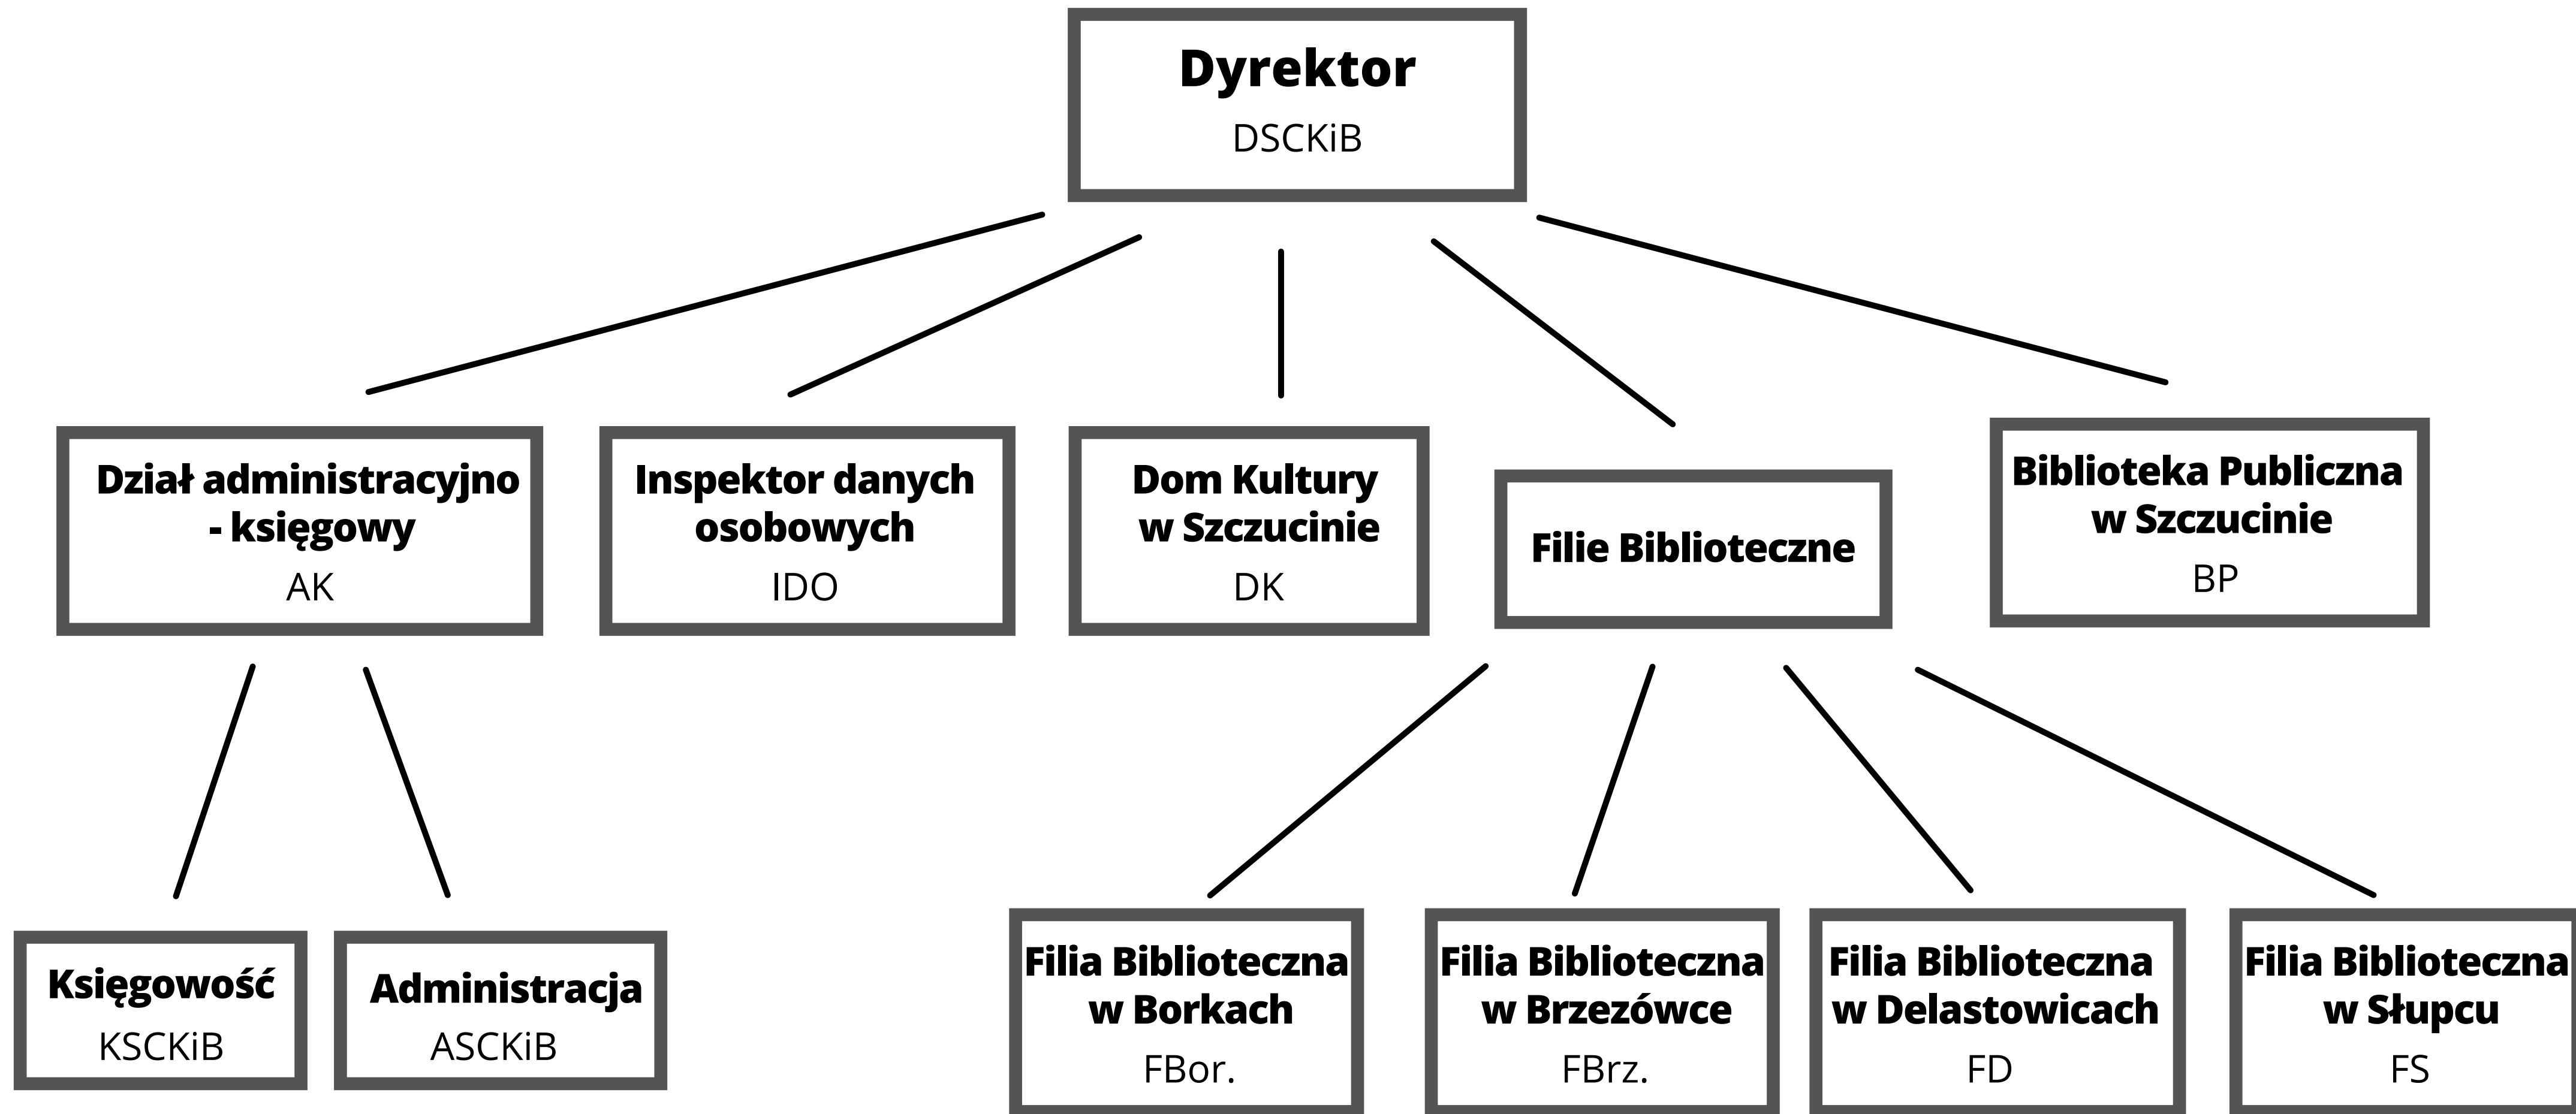 Dyrektor
DSCKiB
Dział administracyjno
- księgowy
AK
Inspektor danych
osobowych
IDO
Dom Kultury
w Szczucinie
DK
Filie Biblioteczne
Biblioteka Publiczna
w Szczucinie
BP
Księgowość
KSCKiB
Administracja
ASCKiB
Filia Biblioteczna
w Borkach
FBor.
Filia Biblioteczna
w Brzezówce
FBrz.
Filia Biblioteczna
w Delastowicach
FD
Filia Biblioteczna
w Słupcu
FS